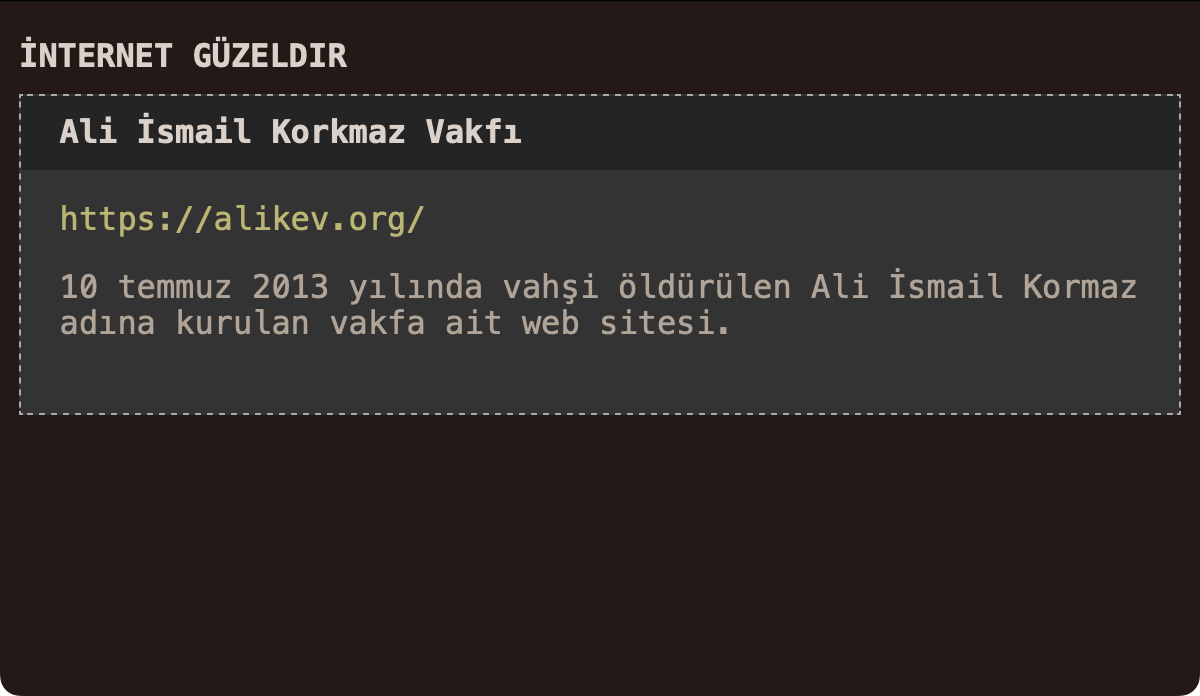 İNTERNET GÜZELDIR
Ali İsmail Korkmaz Vakfı
https://alikev.org/
10 temmuz 2013 yılında vahşi öldürülen Ali İsmail Kormaz
adına kurulan vakfa ait web sitesi.